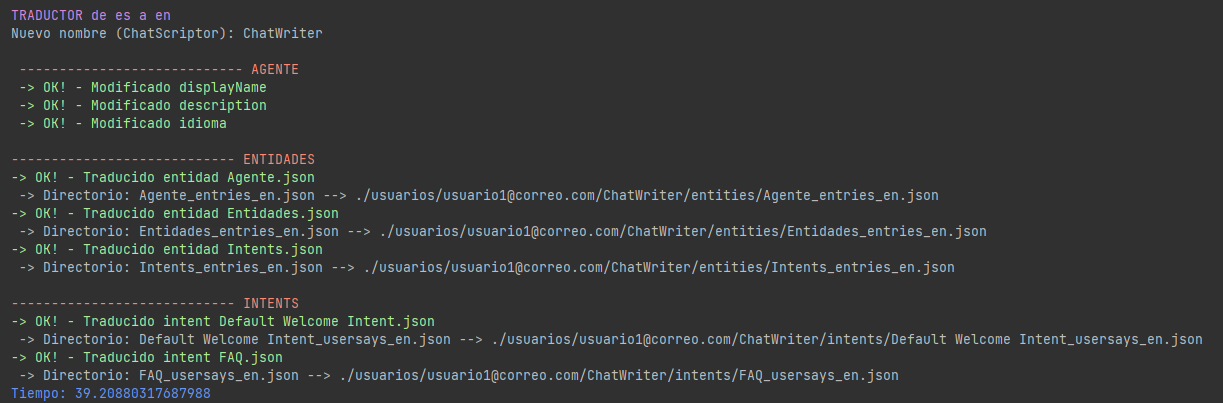 TRADUCTOR de es a en
Nuevo nombre (ChatScriptor): ChatWriter
---------------------------- AGENTE
-> OK! - Modificado displayName
-> OK! - Modificado description
-> OK! - Modificado idioma
---------------------------- ENTIDADES
-> OK! - Traducido entidad Agente.json
-> Directorio: Agente_entries_en.json --> ./usuarios/usuario1@correo.com/ChatWriter/entities/Agente_entries_en.json
-> OK! - Traducido entidad Entidades.json
-> Directorio: Entidades_entries_en.json --> ./usuarios/usuario1@correo.com/ChatWriter/entities/Entidades_entries_en.json
-> OK! - Traducido entidad Intents.json
-> Directorio: Intents_entries_en.json --> ./usuarios/usuario1@correo.com/ChatWriter/entities/Intents_entries_en.json
---------------------------- INTENTS
-> OK! - Traducido intent Default Welcome Intent.json
-> Directorio: Default Welcome Intent_usersays_en.json --> ./usuarios/usuario1@correo.com/ChatWriter/intents/Default Welcome Intent_usersays_en.json
-> OK! - Traducido intent FAQ.json
-> Directorio: FAQ_usersays_en.json --> ./usuarios/usuario1@correo.com/ChatWriter/intents/FAQ_usersays_en.json
Tiempo: 39.20880317687988